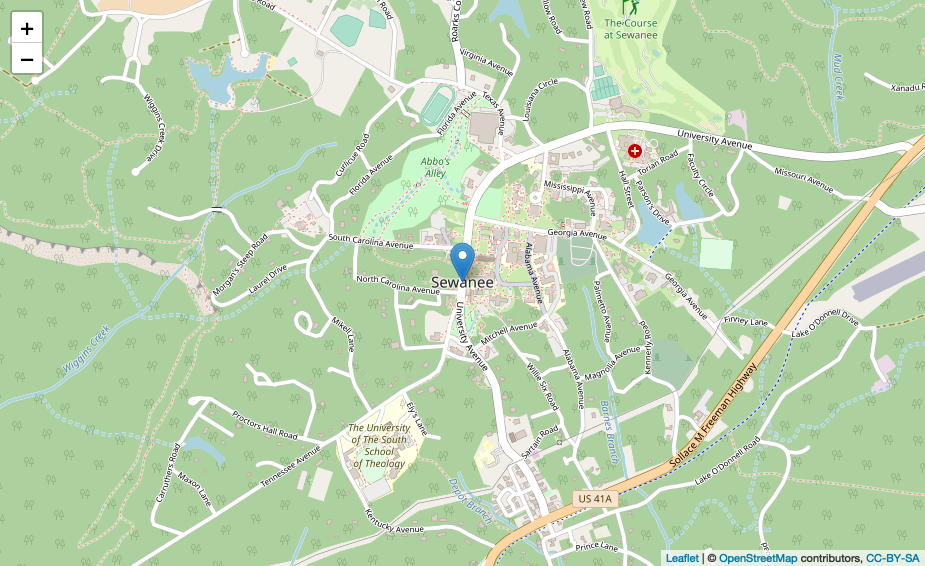 +
−
Roarks Co
The Course
at Sewanee
Virginia Avenue
Louisiana Circle
Texas Avenue
Florida Avenue
Mud Creek
Xanadu R
Wiggins Creek Drive
Curlicue Road
Florida Avenue
Abbo's
Alley
University Avenue
Torian Road
Missouri Avenue
Faculty Circle
Hall Street
Parson's Drive
Mississippi Avenue
Georgia Avenue
South Carolina Avenue
Alabama Avenue
Morgan's Steep Road
Laurel Drive
North Carolina Avenue
Sewanee
Georgia Avenue
Palmetto Avenue
Finney Lane
Lake O'Donnell Drive
Wiggins Creek
Mikell Lane
University Avenue
Mitchell Avenue
Kennerly Road
Magnolia Avenue
Alabama Avenue
Willie Six Road
Sollace M Freeman Highway
Barnes Branch
Proctors Hall Road
Ely's Lane
The University
of The South
School
of Theology
Sartain Road
Tennessee Avenue
Carruthers Road
Maxon Lane
Lake O'Donnell Road
Depot Branch
US 41A
Kentucky Avenue
Prince Lane
Leaflet | © OpenStreetMap contributors, CC-BY-SA